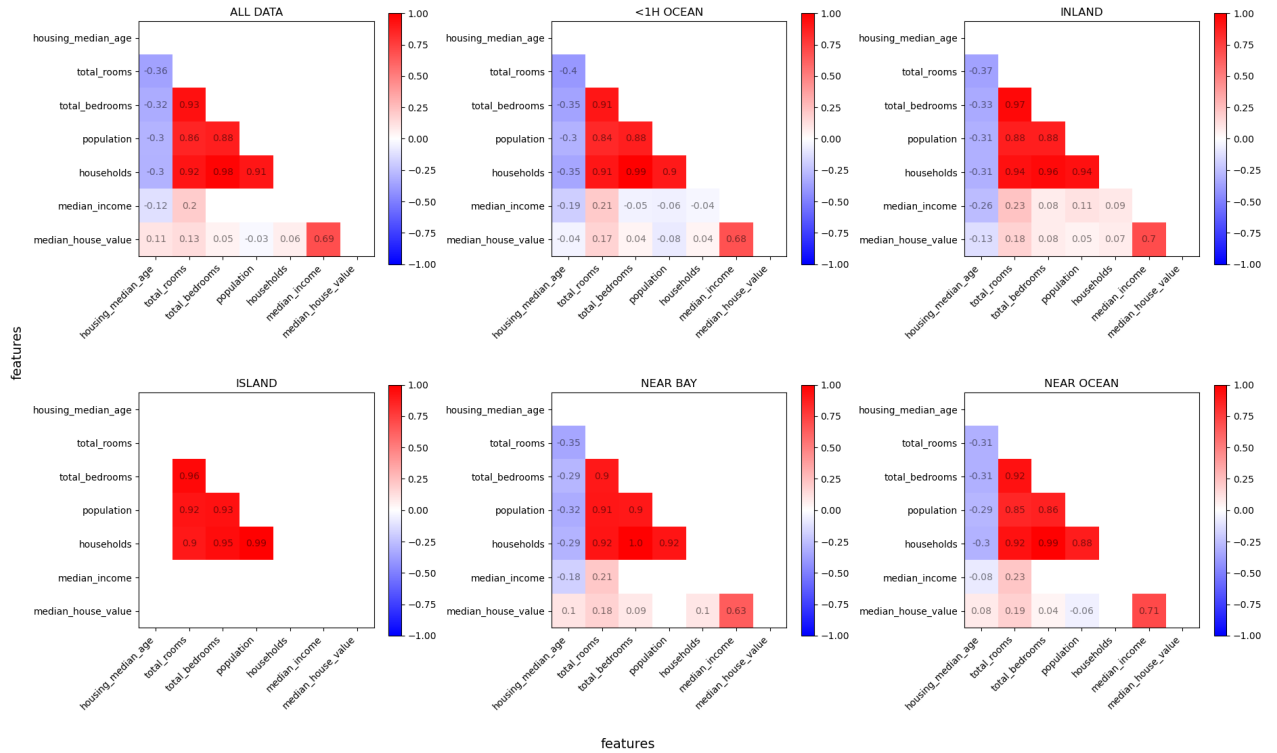 ALL DATA
housing_median_age
total_rooms -0.36
total_bedrooms -0.32 0.93
population -0.3 0.86 0.88
households -0.3 0.92 0.98 0.91
median_income -0.12 0.2
median_house_value 0.11 0.13 0.05 -0.03 0.06 0.69
housing_median_age total_rooms total_bedrooms population households median_income median_house_value
1.00
0.75
0.50
0.25
0.00
−0.25
−0.50
−0.75
−1.00
<1H OCEAN
housing_median_age
total_rooms -0.4
total_bedrooms -0.35 0.91
population -0.3 0.84 0.88
households -0.35 0.91 0.99 0.9
median_income -0.19 0.21 -0.05 -0.06 -0.04
median_house_value -0.04 0.17 0.04 -0.08 0.04 0.68
housing_median_age total_rooms total_bedrooms population households median_income median_house_value
1.00
0.75
0.50
0.25
0.00
−0.25
−0.50
−0.75
−1.00
INLAND
housing_median_age
total_rooms -0.37
total_bedrooms -0.33 0.97
population -0.31 0.88 0.88
households -0.31 0.94 0.96 0.94
median_income -0.26 0.23 0.08 0.11 0.09
median_house_value -0.13 0.18 0.08 0.05 0.07 0.7
housing_median_age total_rooms total_bedrooms population households median_income median_house_value
1.00
0.75
0.50
0.25
0.00
−0.25
−0.50
−0.75
−1.00
features
ISLAND
housing_median_age
total_rooms
total_bedrooms 0.96
population 0.92 0.93
households 0.9 0.95 0.99
median_income
median_house_value
housing_median_age total_rooms total_bedrooms population households median_income median_house_value
1.00
0.75
0.50
0.25
0.00
−0.25
−0.50
−0.75
−1.00
NEAR BAY
housing_median_age
total_rooms -0.35
total_bedrooms -0.29 0.9
population -0.32 0.91 0.9
households -0.29 0.92 1.0 0.92
median_income -0.18 0.21
median_house_value 0.1 0.18 0.09 0.1 0.63
housing_median_age total_rooms total_bedrooms population households median_income median_house_value
1.00
0.75
0.50
0.25
0.00
−0.25
−0.50
−0.75
−1.00
NEAR OCEAN
housing_median_age
total_rooms -0.31
total_bedrooms -0.31 0.92
population -0.29 0.85 0.86
households -0.3 0.92 0.99 0.88
median_income -0.08 0.23
median_house_value 0.08 0.19 0.04 -0.06 0.71
housing_median_age total_rooms total_bedrooms population households median_income median_house_value
1.00
0.75
0.50
0.25
0.00
−0.25
−0.50
−0.75
−1.00
features